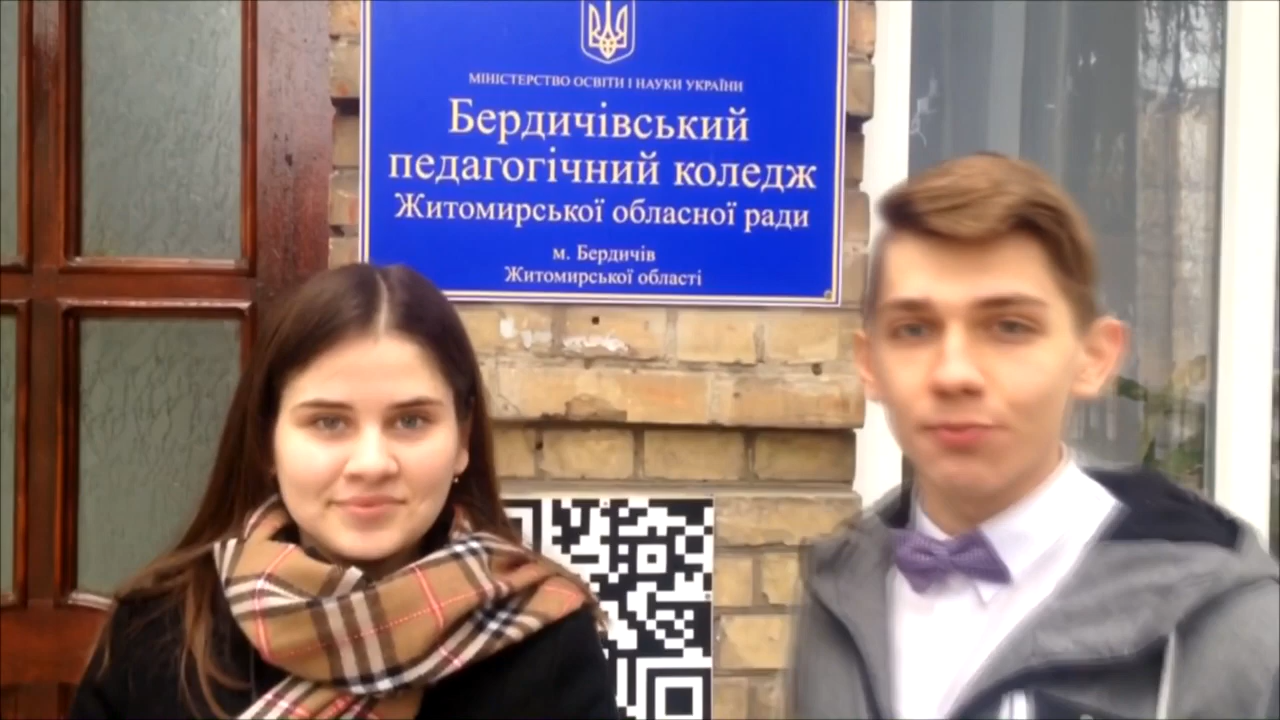 МІНІСТЕРСТВО ОСВІТИ І НАУКИ УКРАЇНИ
Бердичівський
педагогічний коледж
Житомирської обласної ради
м. Бердичів
Житомирської області